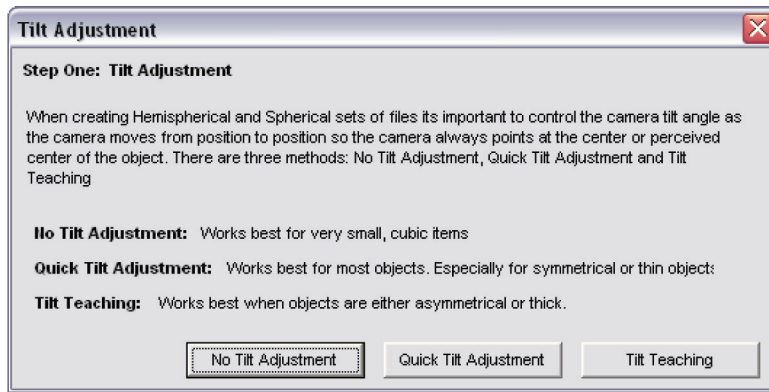 Tilt Adjustment
Step One: Tilt Adjustment
When creating Hemispherical and Spherical sets of files its important to control the camera tilt angle as
the camera moves from position to position so the camera always points at the center or perceived
center of the object. There are three methods: No Tilt Adjustment, Quick Tilt Adjustment and Tilt
Teaching
No Tilt Adjustment: Works best for very small, cubic items
Quick Tilt Adjustment: Works best for most objects. Especially for symmetrical or thin objects
Tilt Teaching: Works best when objects are either asymmetrical or thick.
No Tilt Adjustment Quick Tilt Adjustment Tilt Teaching